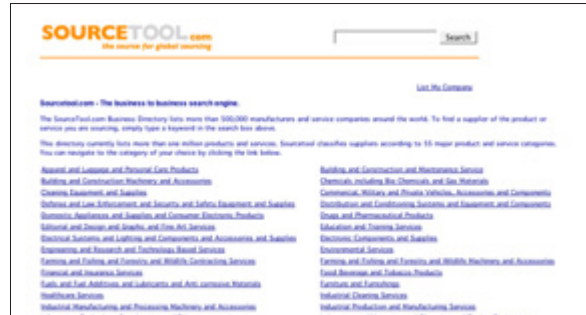 SOURCETOOL.com
the source for global sourcing
Search
List My Company
Sourcetool.com - The business to business search engine.
The SourceTool.com Business Directory lists more than 500,000 manufacturers and service companies around the world. To find a supplier of the product or
service you are sourcing, simply type a keyword in the search box above.
This directory currently lists more than one million products and services. Sourcetool classifies suppliers according to 55 major product and service categories.
You can navigate to the category of your choice by clicking the link below.
Apparel and Luggage and Personal Care Products
Building and Construction and Maintenance Service
Building and Construction Machinery and Accessories
Chemicals including Bio Chemicals and Gas Materials
Cleaning Equipment and Supplies
Commercial, Military and Private Vehicles, Accessories and Components
Defense and Law Enforcement and Security and Safety Equipment and Supplies
Distribution and Conditioning Systems and Equipment and Components
Domestic Appliances and Supplies and Consumer Electronic Products
Drugs and Pharmaceutical Products
Editorial and Design and Graphic and Fine Art Services
Education and Training Services
Electrical Systems and Lighting and Components and Accessories and Supplies
Electronic Components and Supplies
Engineering and Research and Technology Based Services
Environmental Services
Farming and Fishing and Forestry and Wildlife Contracting Services
Farming and Fishing and Forestry and Wildlife Machinery and Accessories
Financial and Insurance Services
Food Beverage and Tobacco Products
Fuels and Fuel Additives and Lubricants and Anti corrosive Materials
Furniture and Furnishings
Healthcare Services
Industrial Cleaning Services
Industrial Manufacturing and Processing Machinery and Accessories
Industrial Production and Manufacturing Services